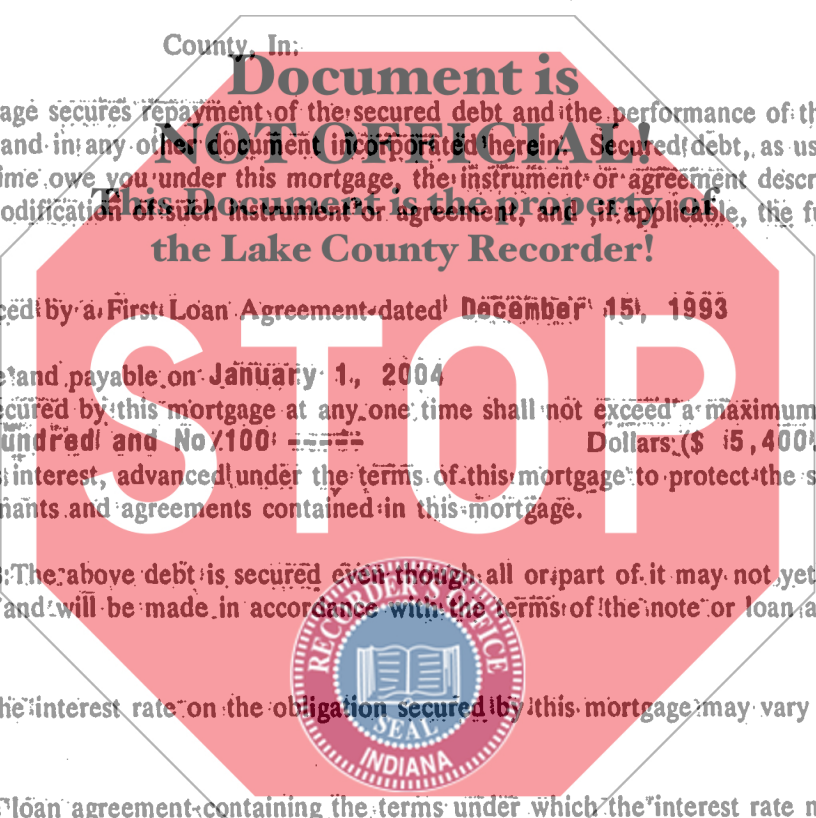 County, In:
Document is
age secures repayment of the secured debt and the performance of th
NOT OFFICIAL!
and in any other document incorporated herein. Secured debt, as us
ime owe you under this mortgage, the instrument or agreement descr
This Document is the property of
odification of such instrument or agreement, and, if applicable, the fu
the Lake County Recorder!
ced by a First Loan Agreement dated December 15, 1993
e and payable on January 1, 2004
ecured by this mortgage at any one time shall not exceed a maximum
undred and No/100 -----
Dollars ($ 5,400
STOP
s interest, advanced under the terms of this mortgage to protect the s
nants and agreements contained in this mortgage.
s: The above debt is secured even though all or part of it may not yet
and will be made in accordance with the terms of the note or loan a
RECORDER'S OFFICE
SEAL
INDIANA
he interest rate on the obligation secured by this mortgage may vary
loan agreement containing the terms under which the interest rate m